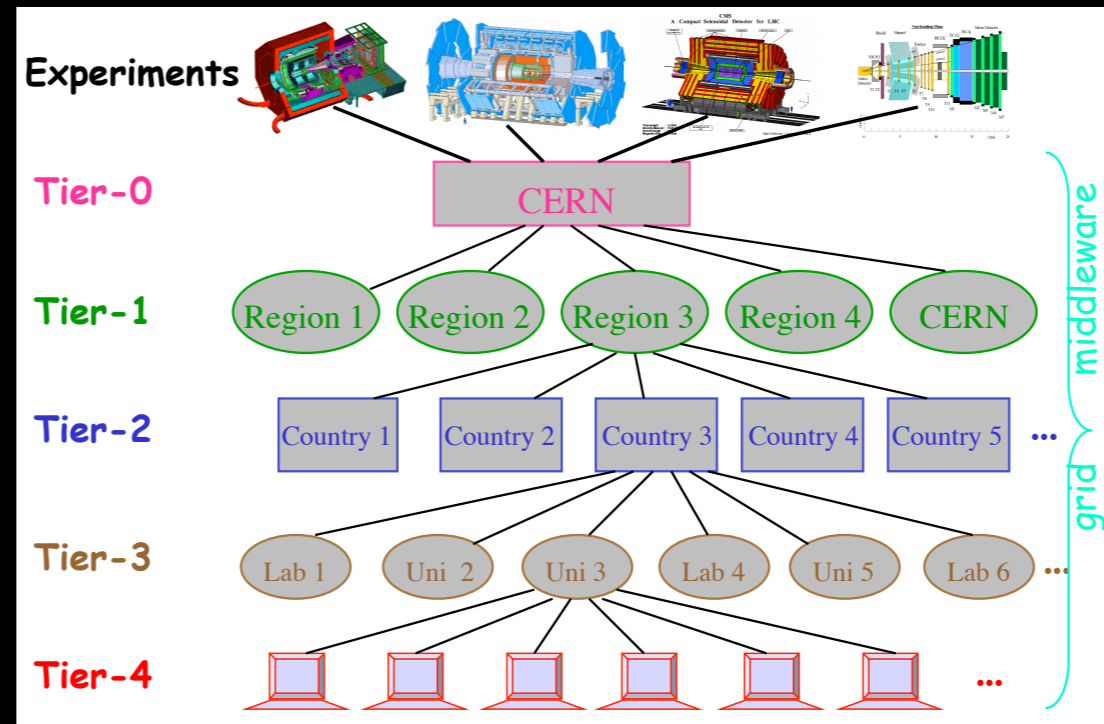 CMS
A Compact Solenoidal Detector for LHC
Experiments
Tier-0
CERN
Tier-1
Region 1
Region 2
Region 3
Region 4
CERN
Tier-2
Country 1
Country 2
Country 3
Country 4
Country 5
...
Tier-3
Lab 1
Uni 2
Uni 3
Lab 4
Uni 5
Lab 6
...
Tier-4
...
grid middleware